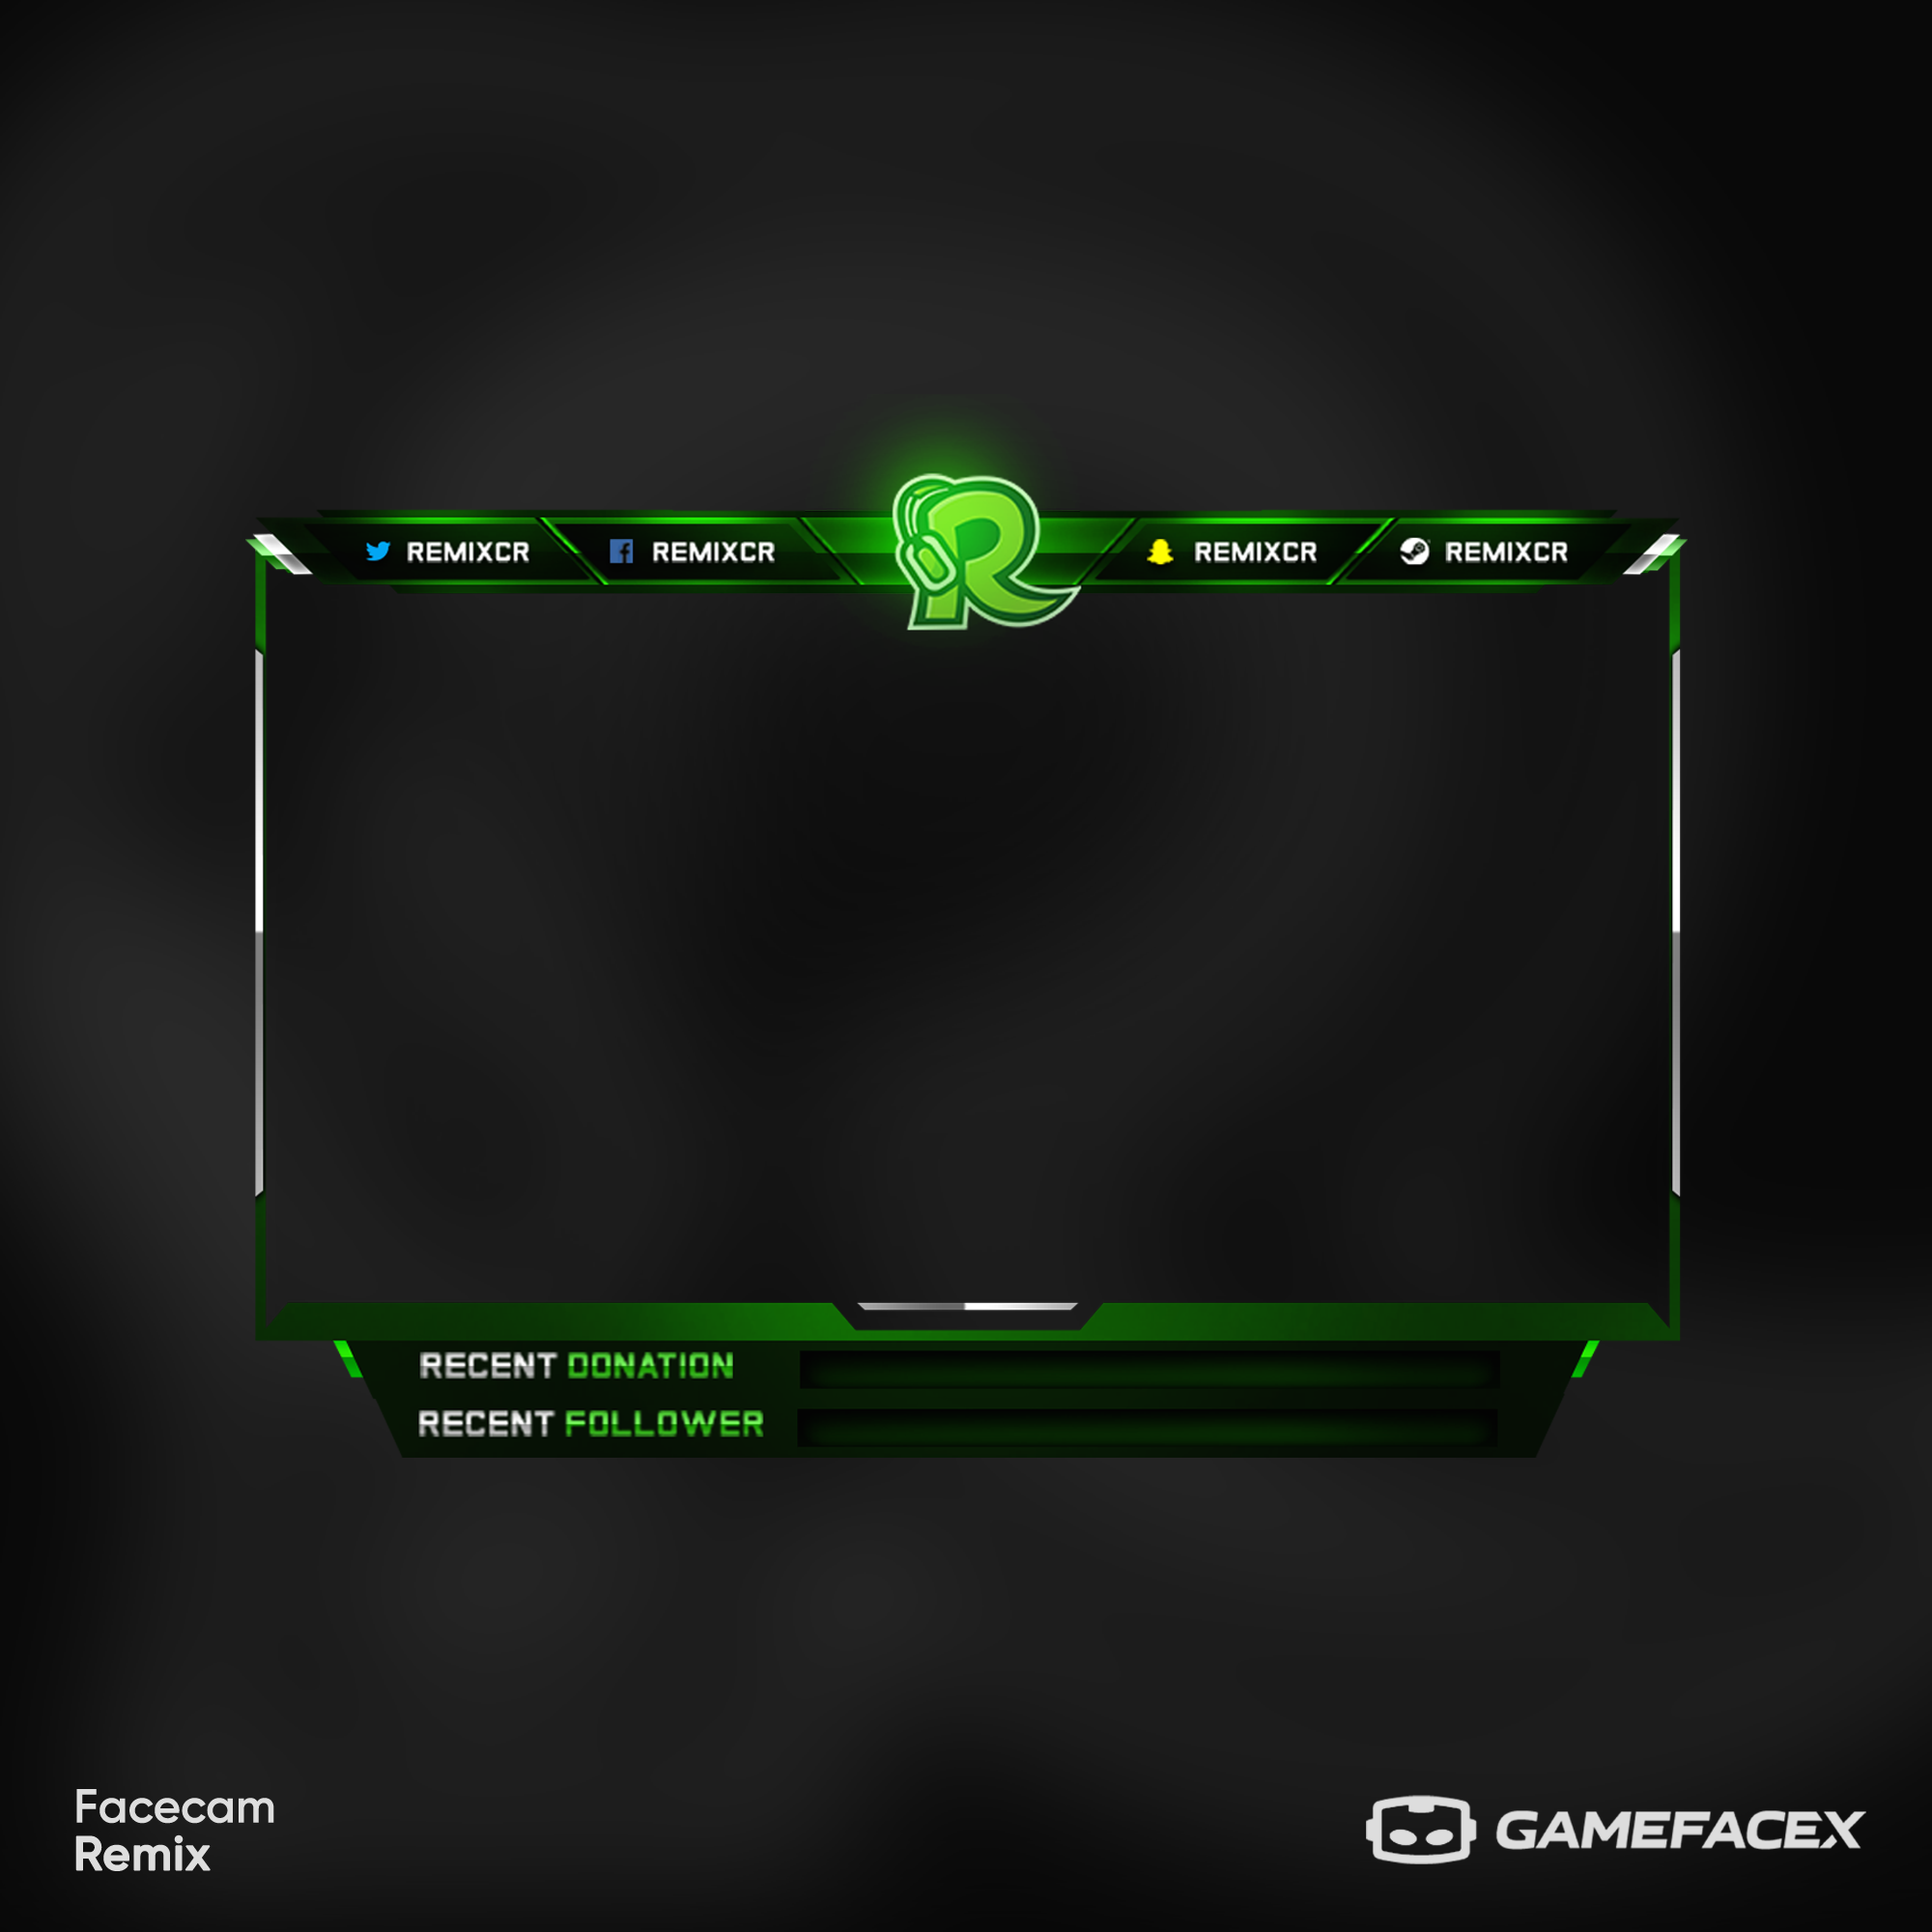 REMIXCR REMIXCR R REMIXCR REMIXCR
RECENT DONATION
RECENT FOLLOWER
Facecam
Remix
GAMEFACEX